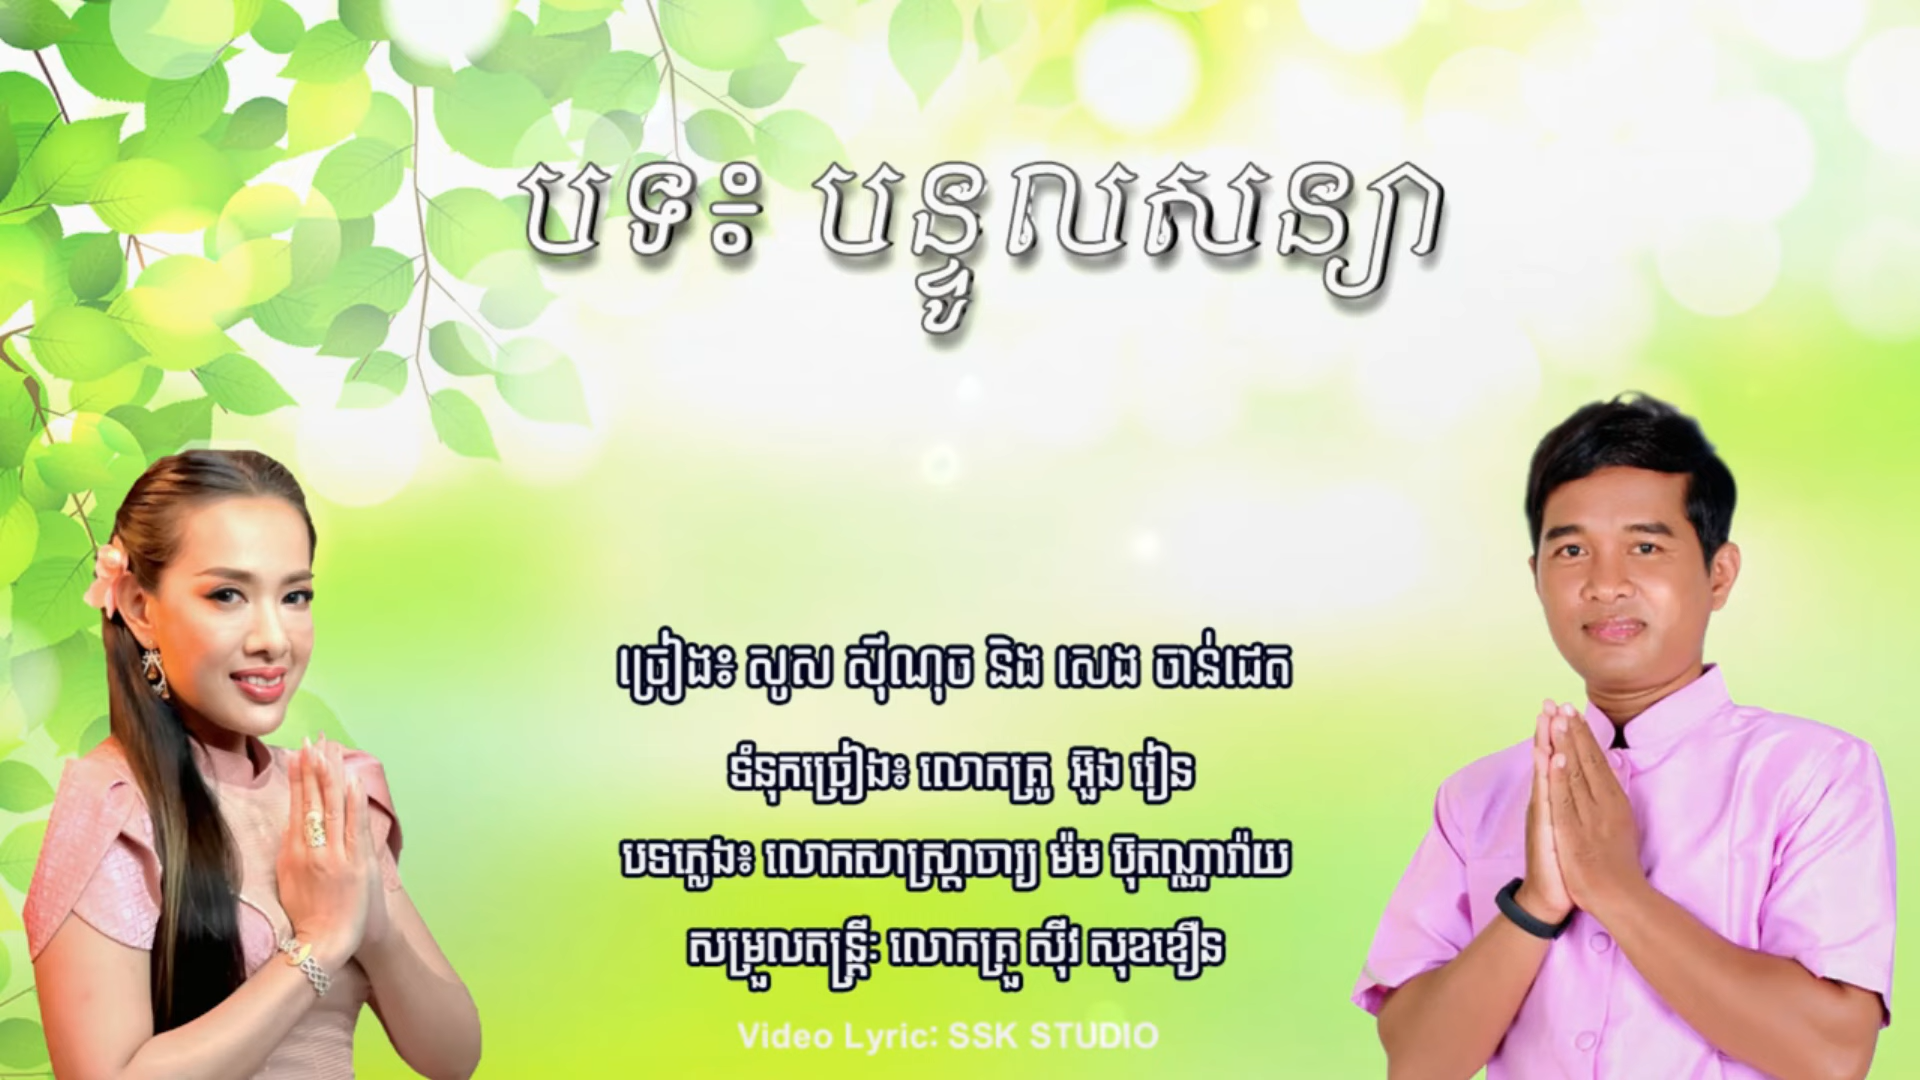 បទ៖ បន្ទូលសន្យា
ច្រៀង៖ សូស ស៊ីណុច និង សេង ចាន់ដេត
ទំនុកច្រៀង៖ លោកគ្រូ អ៊ួង រៀន
បទភ្លេង៖ លោកសាស្ត្រាចារ្យ ម៉ម ប៊ុតណ្ណារ៉ាយ
សម្រួលតន្ត្រី: លោកគ្រួ ស៊ីវ សុខឌឿន
Video Lyric: SSK STUDIO